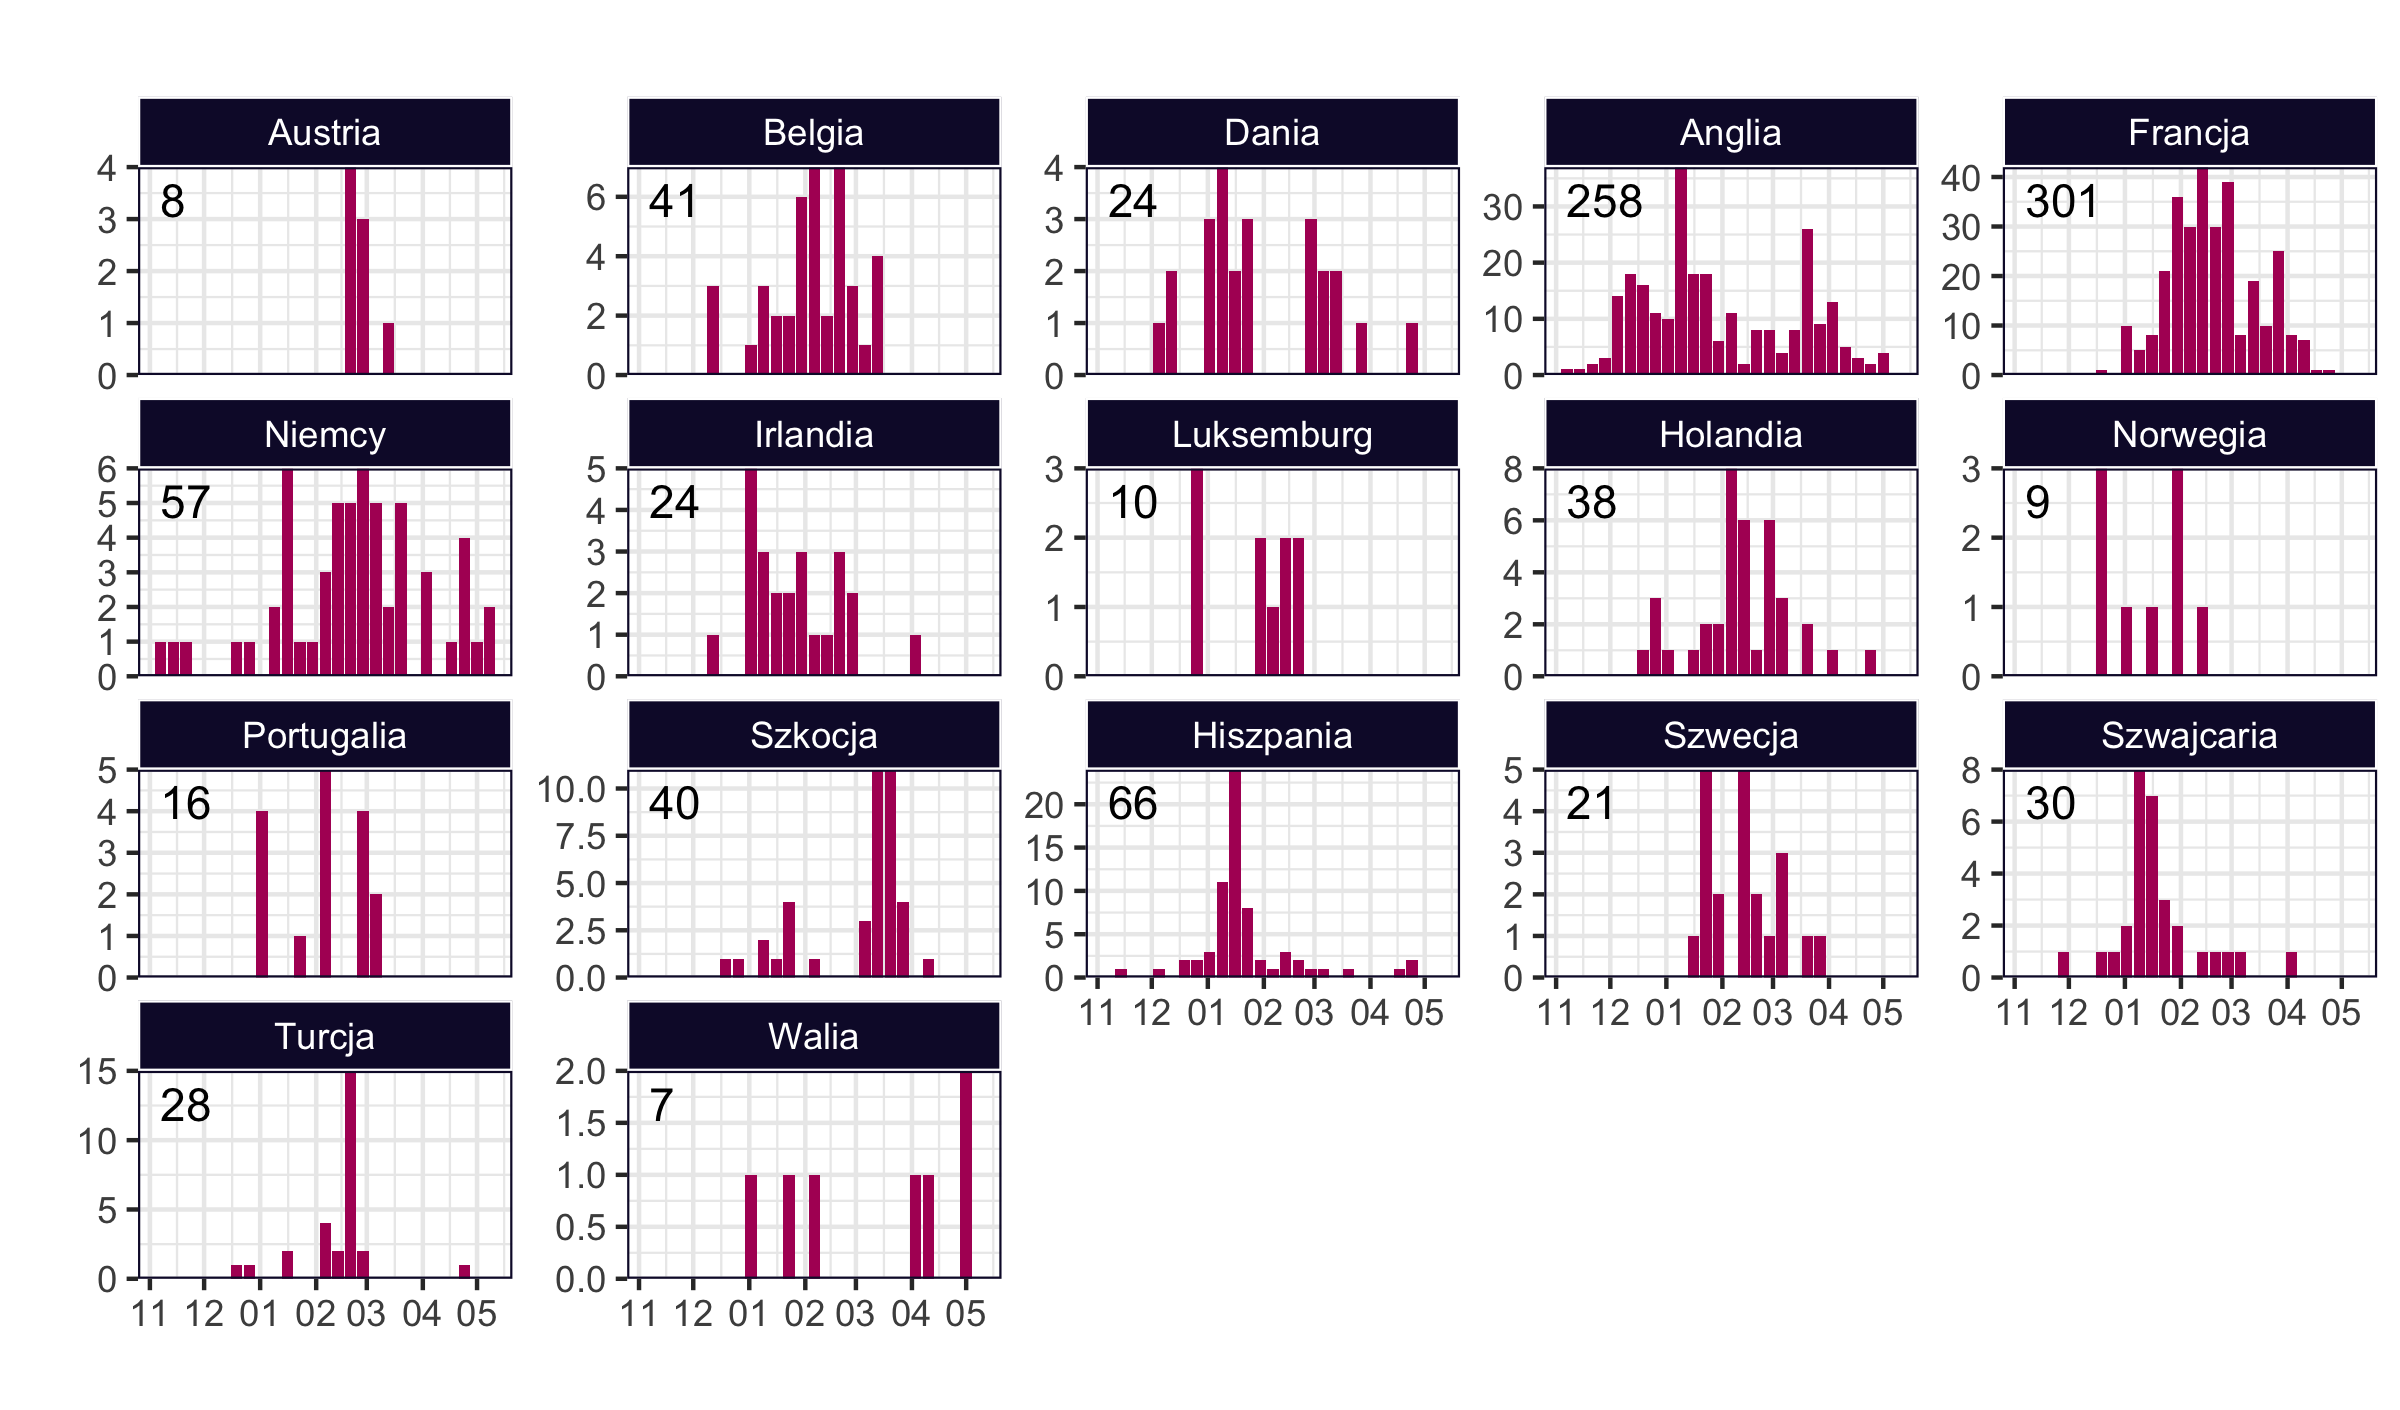 Austria Belgia Dania Anglia Francja
4 3 2 1 0 8
6 4 2 0 41
4 3 2 1 0 24
30 20 10 0 258
40 30 20 10 0 301
Niemcy Irlandia Luksemburg Holandia Norwegia
6 5 4 3 2 1 0 57
5 4 3 2 1 0 24
3 2 1 0 10
8 6 4 2 0 38
3 2 1 0 9
Portugalia Szkocja Hiszpania Szwecja Szwajcaria
5 4 3 2 1 0 16
10.0 7.5 5.0 2.5 0.0 40
20 15 10 5 0 66
5 4 3 2 1 0 21
8 6 4 2 0 30
11 12 01 02 03 04 05
11 12 01 02 03 04 05
11 12 01 02 03 04 05
Turcja Walia
15 10 5 0 28
2.0 1.5 1.0 0.5 0.0 7
11 12 01 02 03 04 05
11 12 01 02 03 04 05